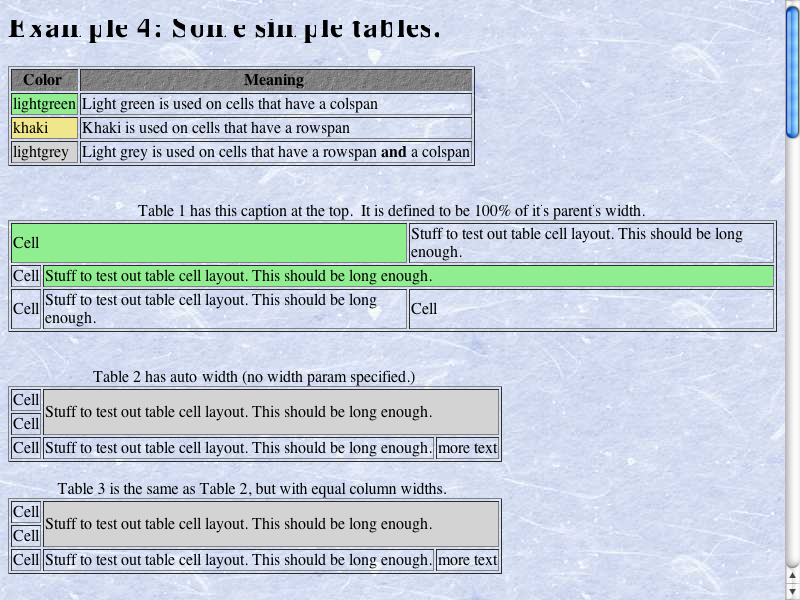 Example 4: Some simple tables.
Color Meaning
lightgreen Light green is used on cells that have a colspan
khaki Khaki is used on cells that have a rowspan
lightgrey Light grey is used on cells that have a rowspan and a colspan
Table 1 has this caption at the top. It is defined to be 100% of it's parent's width.
Cell Stuff to test out table cell layout. This should be long
enough.
Cell Stuff to test out table cell layout. This should be long enough.
Cell Stuff to test out table cell layout. This should be long
enough. Cell
Table 2 has auto width (no width param specified.)
Cell
Stuff to test out table cell layout. This should be long enough.
Cell
Cell Stuff to test out table cell layout. This should be long enough. more text
Table 3 is the same as Table 2, but with equal column widths.
Cell
Stuff to test out table cell layout. This should be long enough.
Cell
Cell Stuff to test out table cell layout. This should be long enough. more text